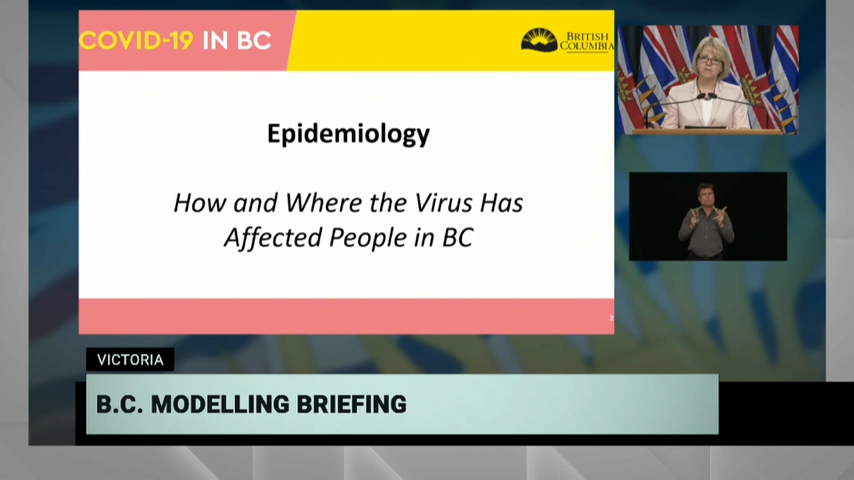 COVID-19 IN BC
BRITISH
COLUMBIA
Epidemiology
How and Where the Virus Has
Affected People in BC
2
VICTORIA
B.C. MODELLING BRIEFING